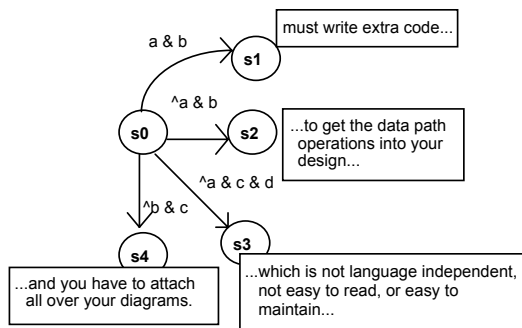 must write extra code...
a & b
s1
^a & b
s0
s2
...to get the data path
operations into your
design...
^a & c & d
^b & c
s4
s3
...and you have to attach
all over your diagrams.
...which is not language independent,
not easy to read, or easy to
maintain...